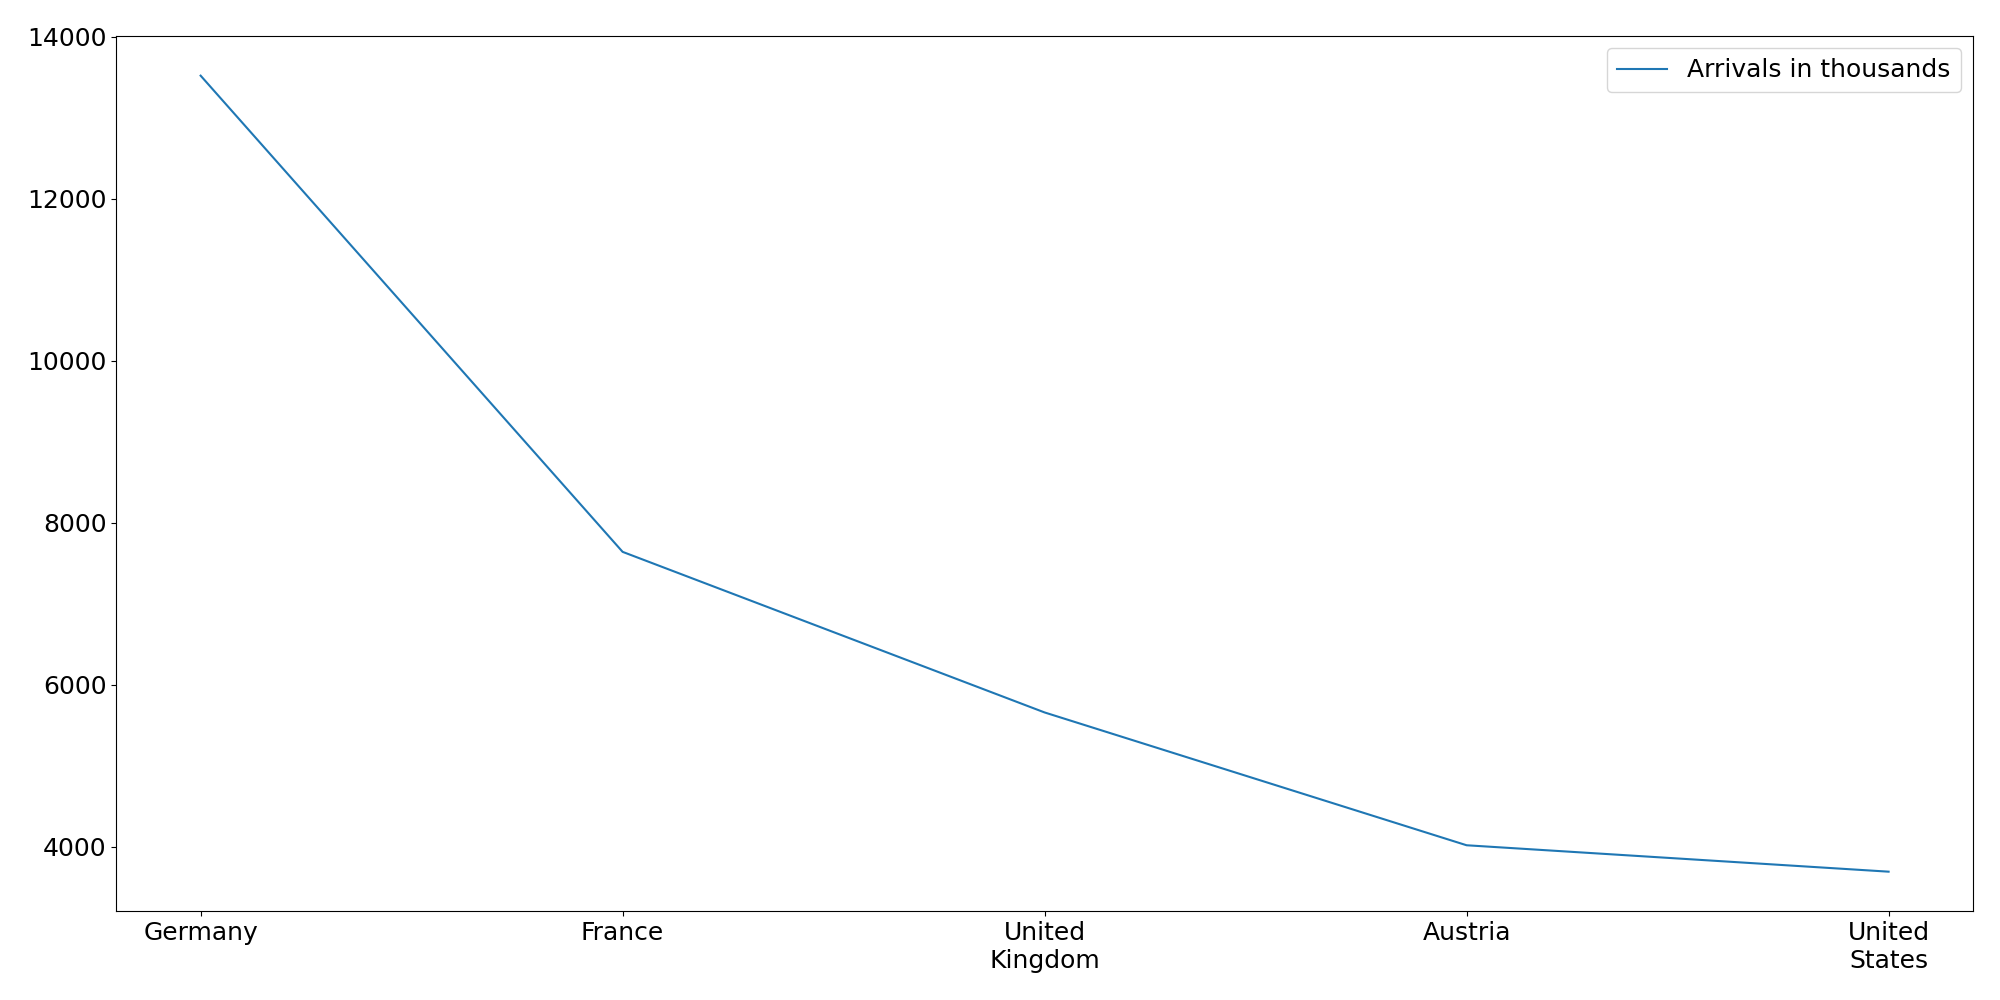 14000
12000
10000
8000
6000
4000
Arrivals in thousands
Germany
France
United
Kingdom
Austria
United
States